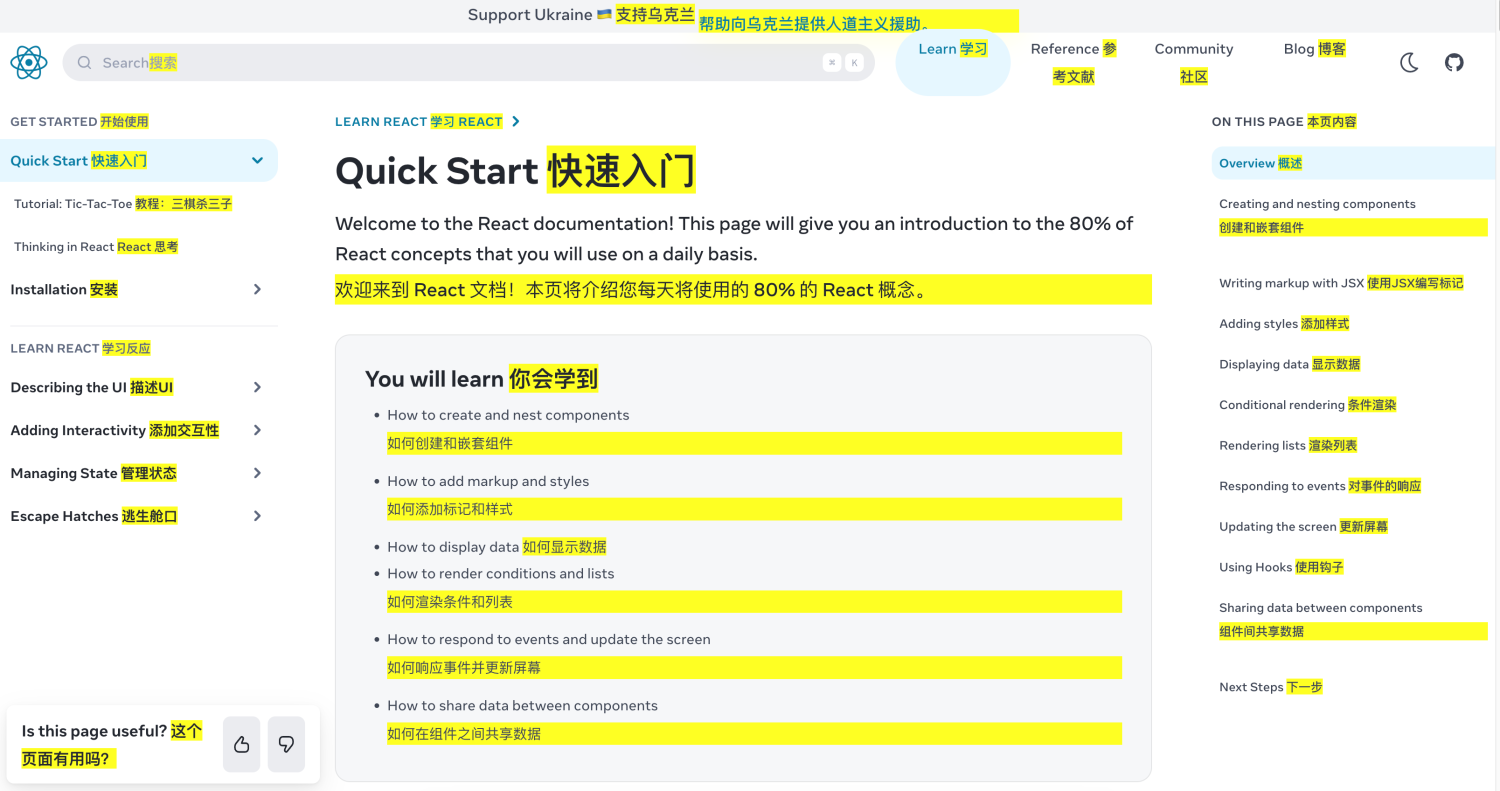 Support Ukraine 🇺🇦 支持乌克兰 帮助向乌克兰提供人道主义援助。
Search搜索
⌘ K
Learn 学习
Reference 参
考文献
Community
社区
Blog 博客
GET STARTED 开始使用
Quick Start 快速入门
Tutorial: Tic-Tac-Toe 教程：三棋杀三子
Thinking in React React 思考
Installation 安装
LEARN REACT 学习反应
Describing the UI 描述UI
Adding Interactivity 添加交互性
Managing State 管理状态
Escape Hatches 逃生舱口
Is this page useful? 这个
页面有用吗？
LEARN REACT 学习 REACT
Quick Start 快速入门
Welcome to the React documentation! This page will give you an introduction to the 80% of
React concepts that you will use on a daily basis.
欢迎来到 React 文档！本页将介绍您每天将使用的 80% 的 React 概念。
You will learn 你会学到
• How to create and nest components
如何创建和嵌套组件
• How to add markup and styles
如何添加标记和样式
• How to display data 如何显示数据
• How to render conditions and lists
如何渲染条件和列表
• How to respond to events and update the screen
如何响应事件并更新屏幕
• How to share data between components
如何在组件之间共享数据
ON THIS PAGE 本页内容
Overview 概述
Creating and nesting components
创建和嵌套组件
Writing markup with JSX 使用JSX编写标记
Adding styles 添加样式
Displaying data 显示数据
Conditional rendering 条件渲染
Rendering lists 渲染列表
Responding to events 对事件的响应
Updating the screen 更新屏幕
Using Hooks 使用钩子
Sharing data between components
组件间共享数据
Next Steps 下一步